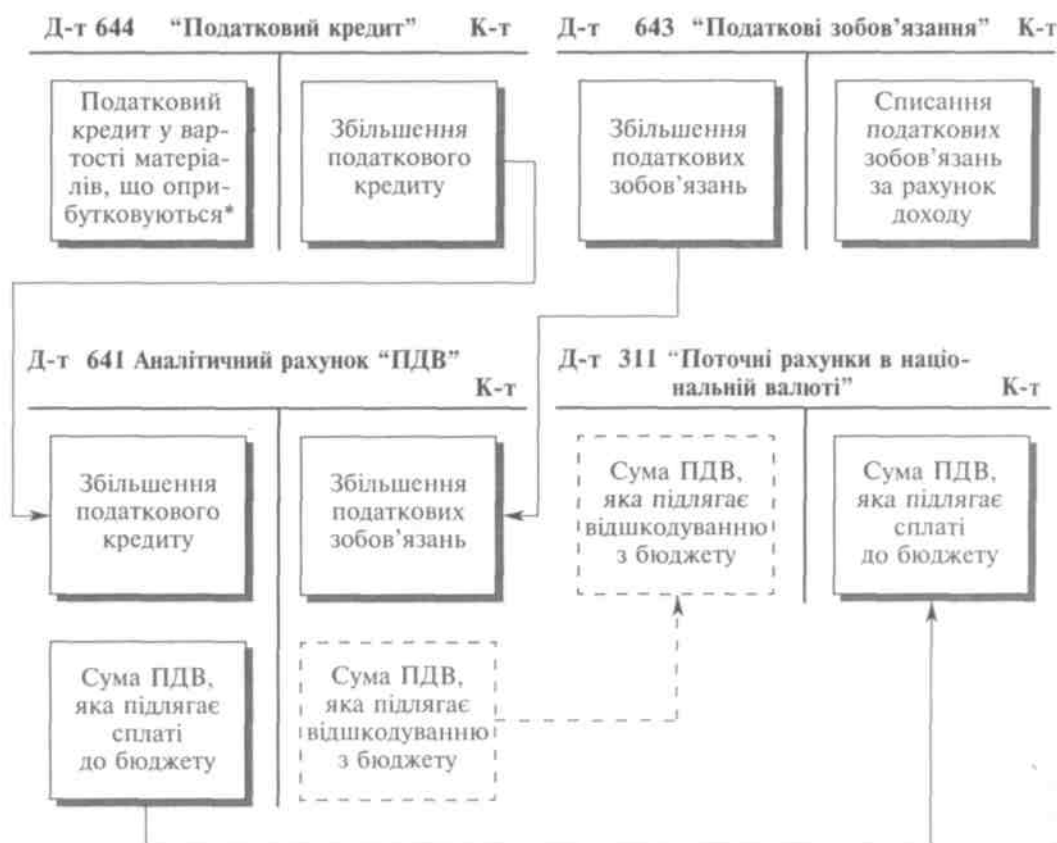 Д-т 644 “Податковий кредит” К-т
Податковий
кредит у вар-
тості матеріа-
лів, що опри-
бутковуються*
Збільшення
податкового
кредиту
Д-т 643 “Податкові зобов'язання” К-т
Збільшення
податкових
зобов'язань
Списання
податкових
зобов'язань
за рахунок
доходу
Д-т 641 Аналітичний рахунок “ПДВ”
К-т
Збільшення
податкового
кредиту
Збільшення
податкових
зобов'язань
Сума ПДВ,
яка підлягає
сплаті
до бюджету
Сума ПДВ,
яка підлягає
відшкодуванню
з бюджету
Д-т 311 “Поточні рахунки в націо-
нальній валюті” К-т
Сума ПДВ,
яка підлягає
відшкодуванню
з бюджету
Сума ПДВ,
яка підлягає
сплаті
до бюджету